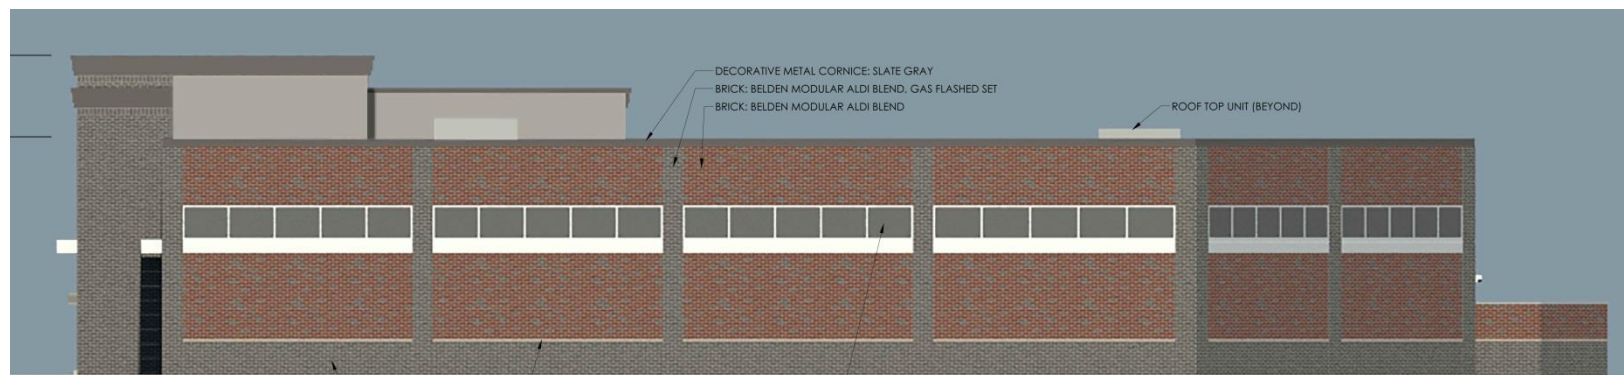 DECORATIVE METAL CORNICE: SLATE GRAY
BRICK: BELDEN MODULAR ALDI BLEND, GAS FLASHED SET
BRICK: BELDEN MODULAR ALDI BLEND
ROOF TOP UNIT (BEYOND)